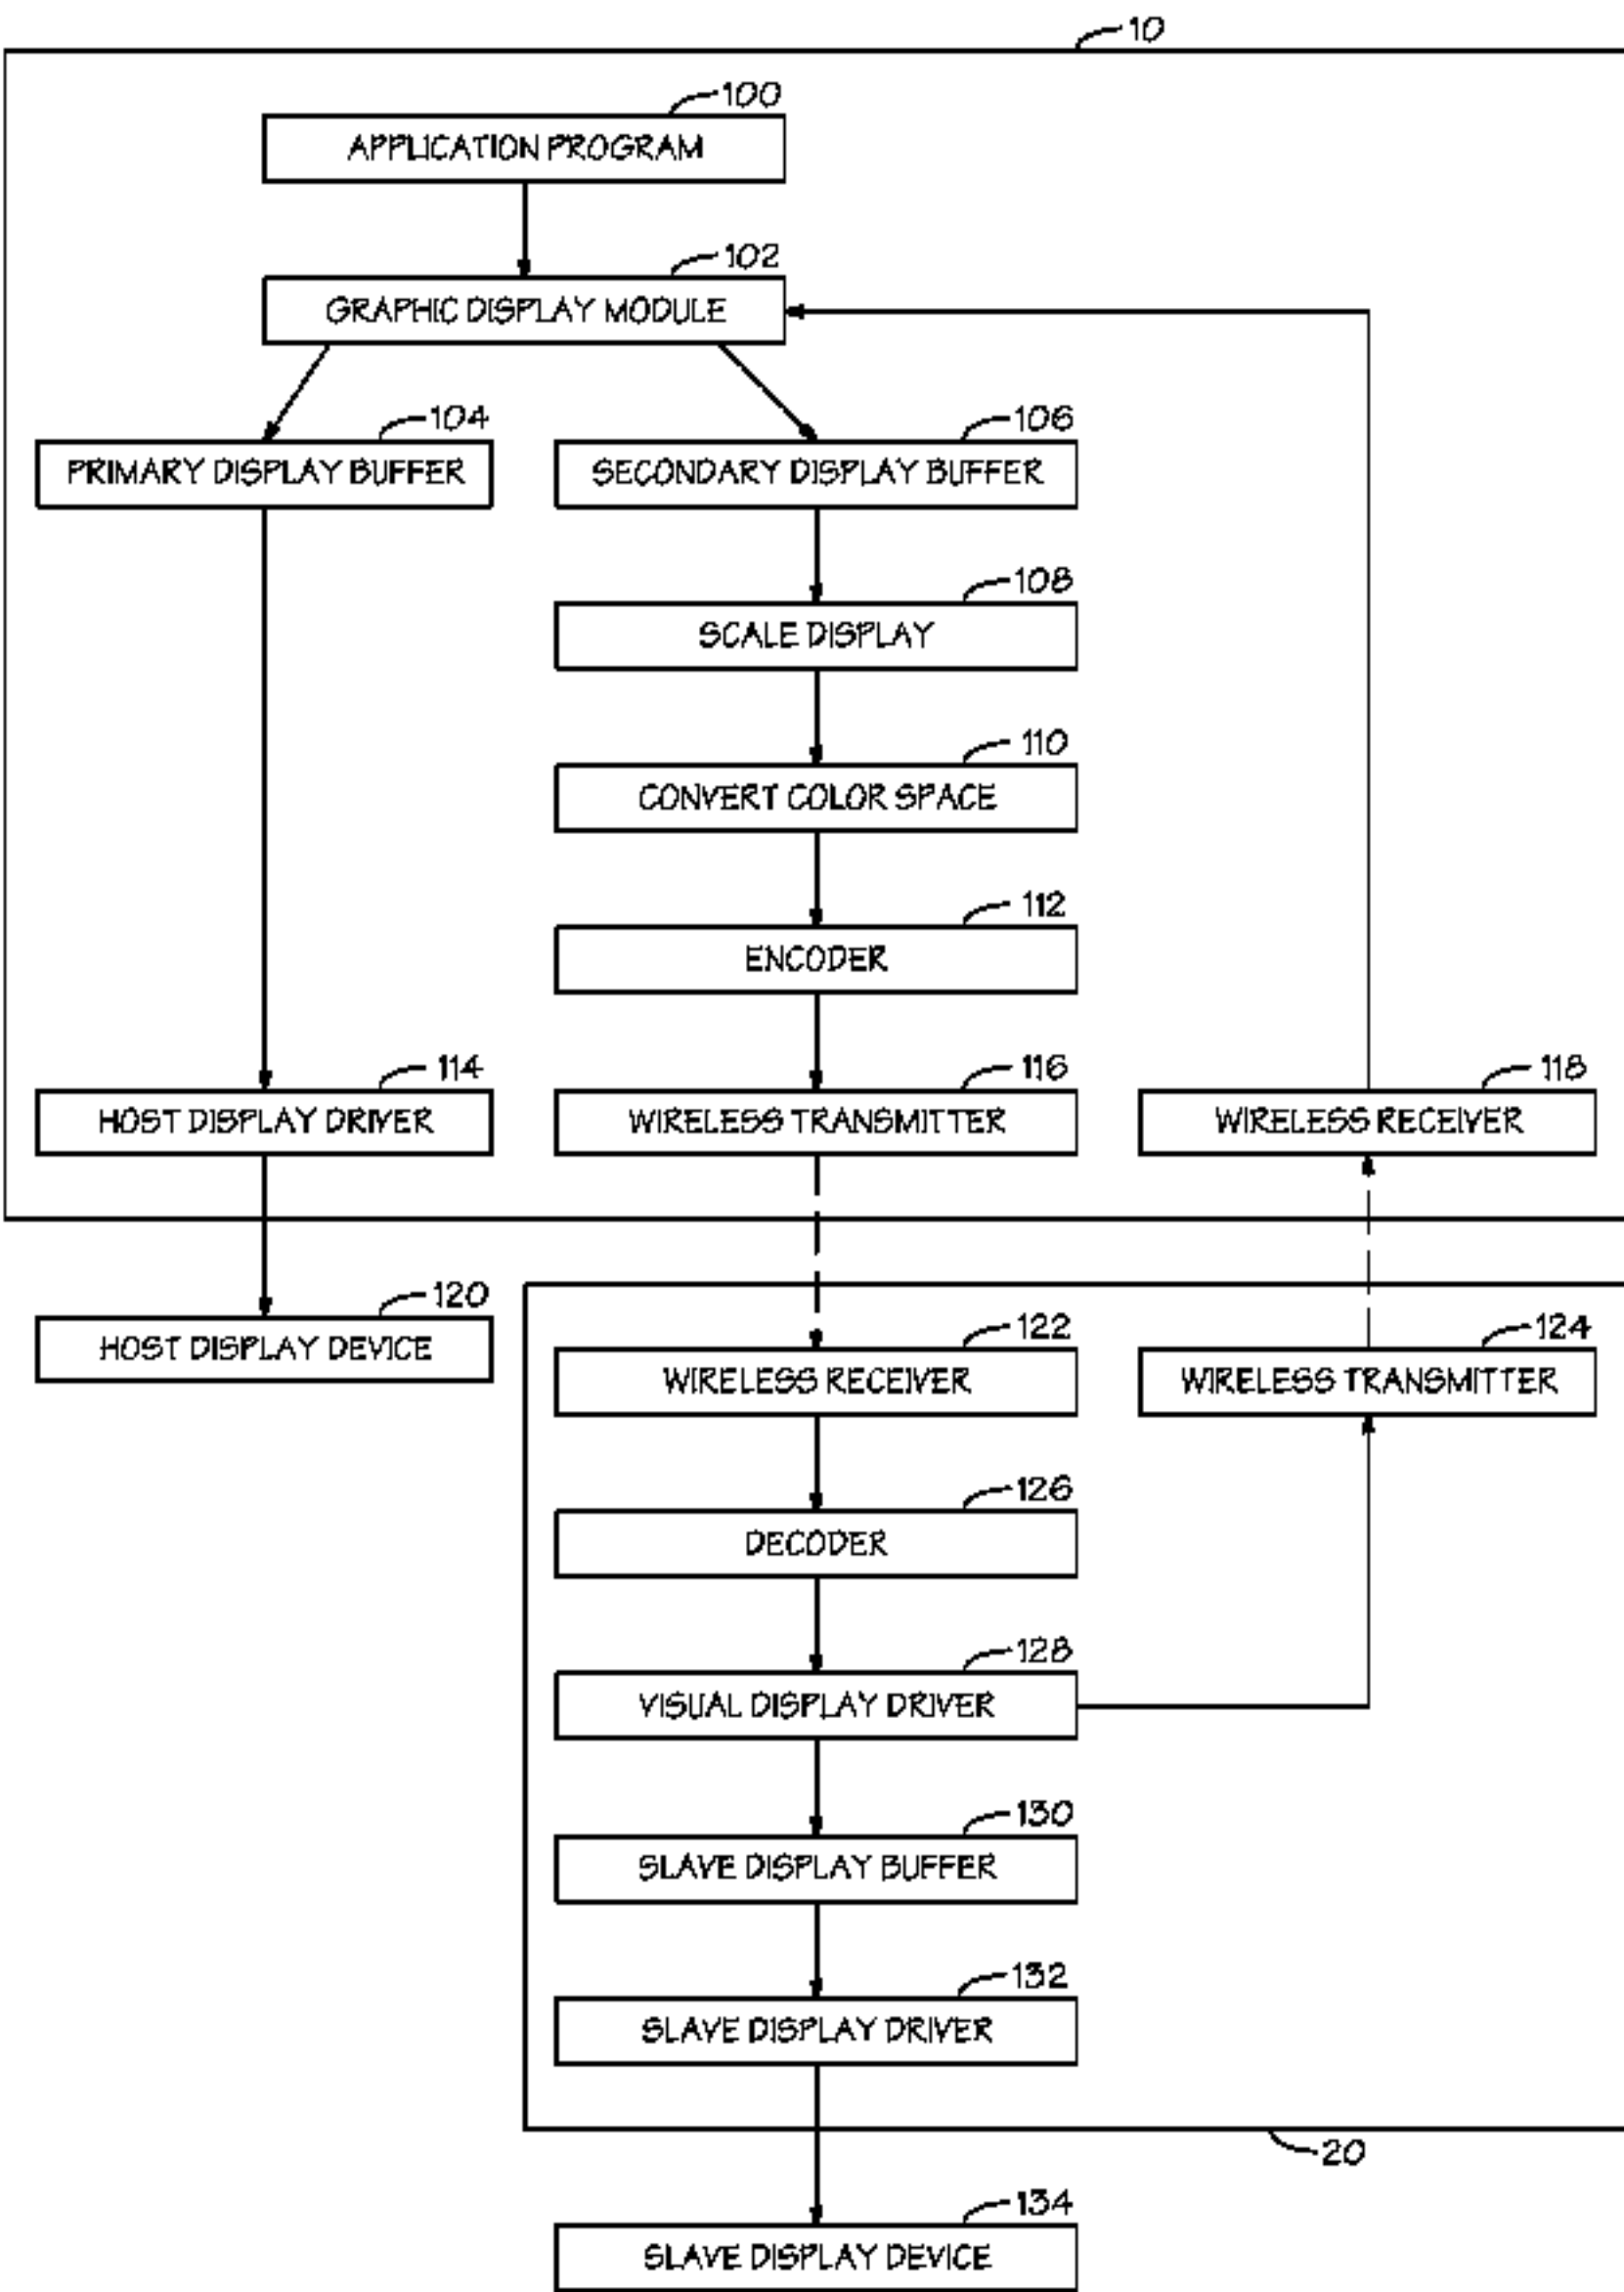 10
100
APPLICATION PROGRAM
102
GRAPHIC DISPLAY MODULE
104
PRIMARY DISPLAY BUFFER
106
SECONDARY DISPLAY BUFFER
108
SCALE DISPLAY
110
CONVERT COLOR SPACE
112
ENCODER
114
HOST DISPLAY DRIVER
116
WIRELESS TRANSMITTER
118
WIRELESS RECEIVER
120
HOST DISPLAY DEVICE
122
WIRELESS RECEIVER
124
WIRELESS TRANSMITTER
126
DECODER
128
VISUAL DISPLAY DRIVER
130
SLAVE DISPLAY BUFFER
132
SLAVE DISPLAY DRIVER
20
134
SLAVE DISPLAY DEVICE